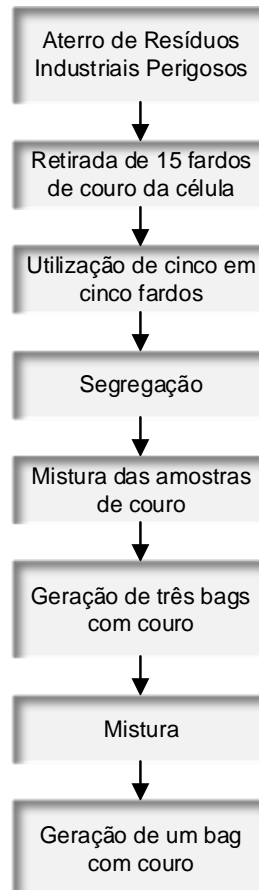 Aterro de Resíduos
Industriais Perigosos
Retirada de 15 fardos
de couro da célula
Utilização de cinco em
cinco fardos
Segregação
Mistura das amostras
de couro
Geração de três bags
com couro
Mistura
Geração de um bag
com couro